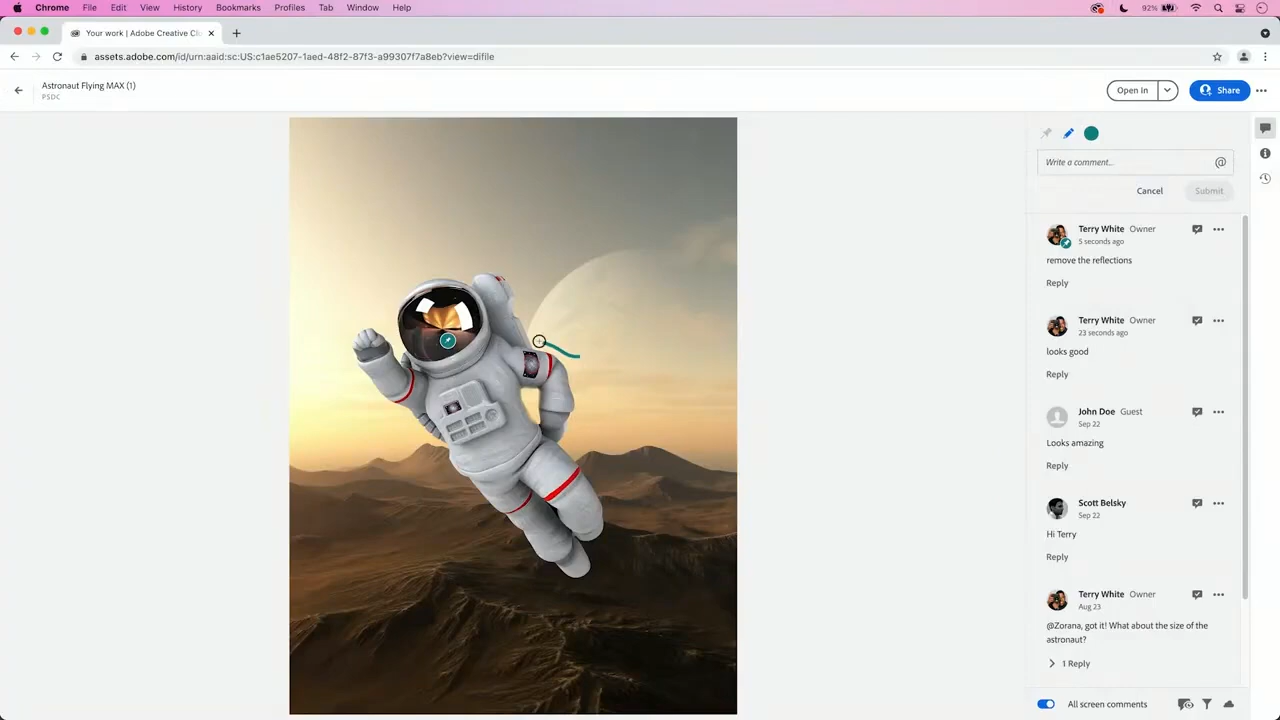 Chrome File Edit View History Bookmarks Profiles Tab Window Help 92%
Your work | Adobe Creative Cl
assets.adobe.com/id/urn:aaid:sc:US:c1ae5207-1aed-48f2-87f3-a99307f7a8eb?view=difile
Astronaut Flying MAX (1)
PSDC
Open in
Share
Write a comment...
@
Cancel
Submit
Terry White Owner
5 seconds ago
remove the reflections
Reply
Terry White Owner
23 seconds ago
looks good
Reply
John Doe Guest
Sep 22
Looks amazing
Reply
Scott Belsky
Sep 22
Hi Terry
Reply
Terry White Owner
Aug 23
@Zorana, got it! What about the size of the
astronaut?
1 Reply
All screen comments